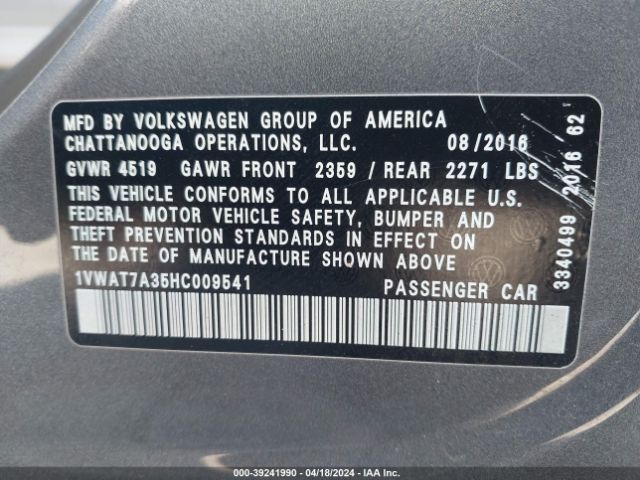 MFD BY VOLKSWAGEN GROUP OF AMERICA
CHATTANOOGA OPERATIONS, LLC. 08/2016
GVWR 4519 GAWR FRONT 2359 / REAR 2271 LBS
THIS VEHICLE CONFORMS TO ALL APPLICABLE U.S.
FEDERAL MOTOR VEHICLE SAFETY, BUMPER AND
THEFT PREVENTION STANDARDS IN EFFECT ON
THE DATE OF MANUFACTURE SHOWN ABOVE.
1VWAT7A35HC009541 PASSENGER CAR
3340499 2016 62
000-39241990 - 04/18/2024 - IAA Inc.